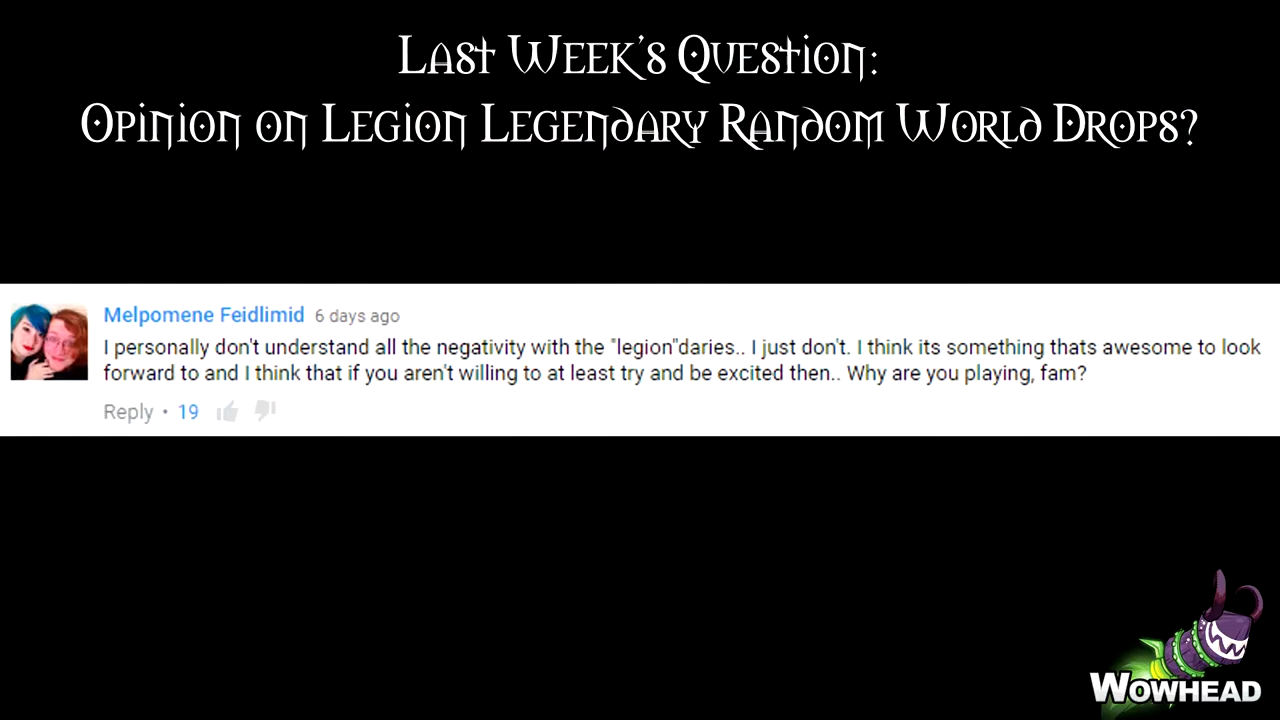 Last Week's Question:
Opinion on Legion Legendary Random World Drops?
Melpomene Feidlimid 6 days ago
I personally don't understand all the negativity with the "legion"daries.. I just don't. I think its something thats awesome to look
forward to and I think that if you aren't willing to at least try and be excited then.. Why are you playing, fam?
Reply • 19
WOWHEAD